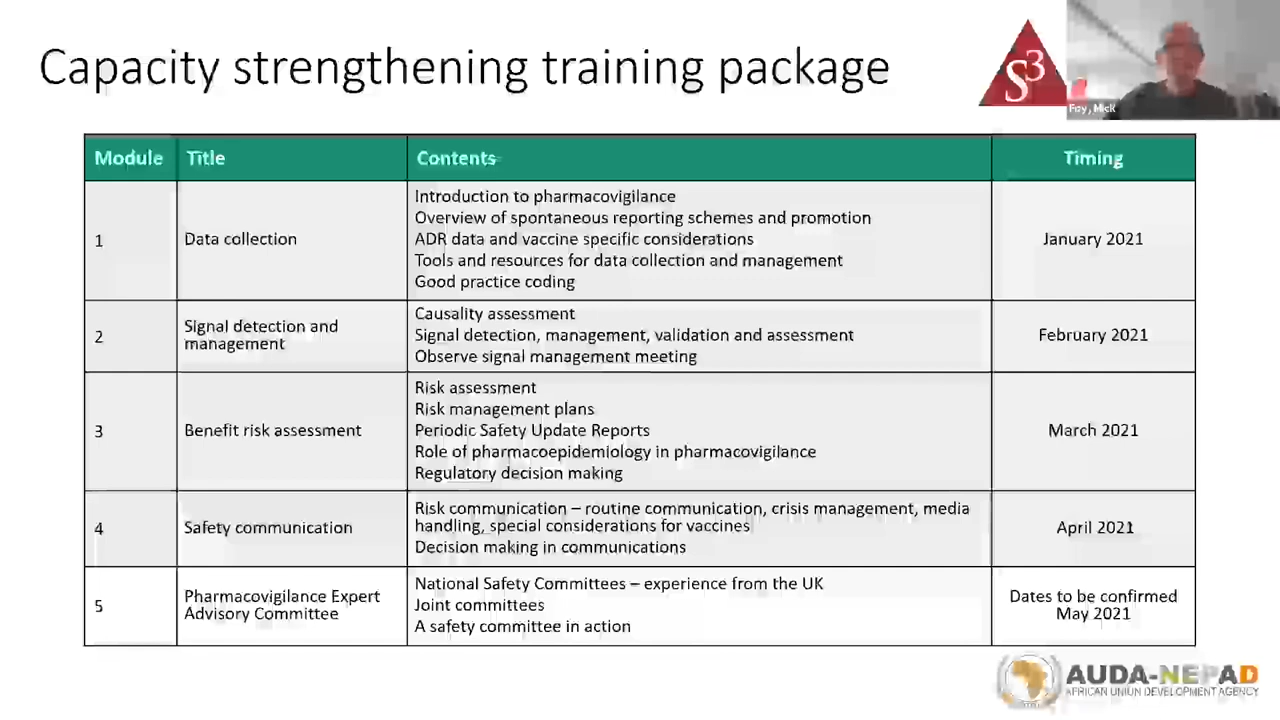 Capacity strengthening training package
S3
Foy, Mick
Module Title Contents Timing
1 Data collection
Introduction to pharmacovigilance
Overview of spontaneous reporting schemes and promotion
ADR data and vaccine specific considerations
Tools and resources for data collection and management
Good practice coding
January 2021
2 Signal detection and
management
Causality assessment
Signal detection, management, validation and assessment
Observe signal management meeting
February 2021
3 Benefit risk assessment
Risk assessment
Risk management plans
Periodic Safety Update Reports
Role of pharmacoepidemiology in pharmacovigilance
Regulatory decision making
March 2021
4 Safety communication
Risk communication – routine communication, crisis management, media
handling, special considerations for vaccines
Decision making in communications
April 2021
5 Pharmacovigilance Expert
Advisory Committee
National Safety Committees – experience from the UK
Joint committees
A safety committee in action
Dates to be confirmed
May 2021
AUDA-NEPAD
AFRICAN UNION DEVELOPMENT AGENCY